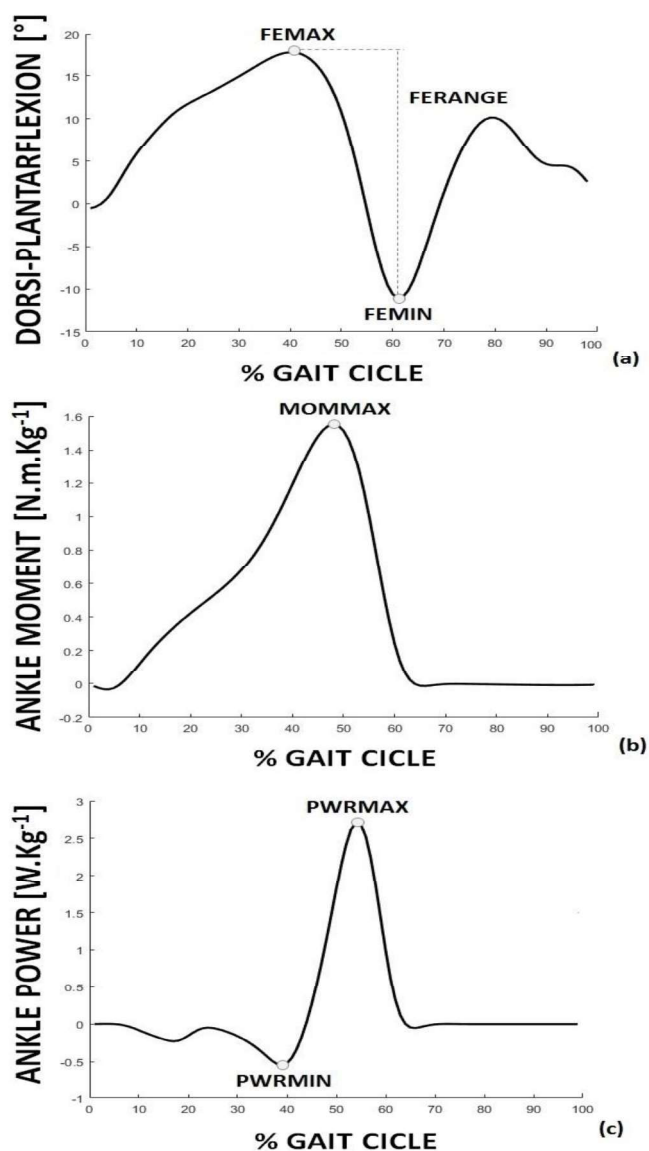 DORSI-PLANTARFLEXION [°]
20
15
10
5
0
-5
-10
-15
FEMAX
FERANGE
FEMIN
0 10 20 30 40 50 60 70 80 90 100
% GAIT CICLE
(a)
ANKLE MOMENT [N.m.Kg-1]
1.6
1.4
1.2
1
0.8
0.6
0.4
0.2
0
-0.2
MOMMAX
0 10 20 30 40 50 60 70 80 90 100
% GAIT CICLE
(b)
ANKLE POWER [W.Kg-1]
3
2.5
2
1.5
1
0.5
0
-0.5
-1
PWRMAX
PWRMIN
0 10 20 30 40 50 60 70 80 90 100
% GAIT CICLE
(c)